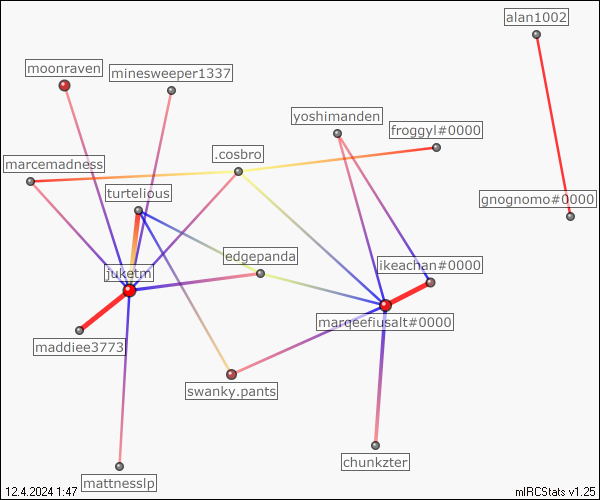 alan1002
moonraven
minesweeper1337
yoshimanden
froggyl#0000
.cosbro
marcemadness
turtelious
gnognomo#0000
edgepanda
ikeachan#0000
juketm
marqeefiusalt#0000
maddiee3773
swanky.pants
chunkzter
mattnesslp
12.4.2024 1:47
mIRCStats v1.25